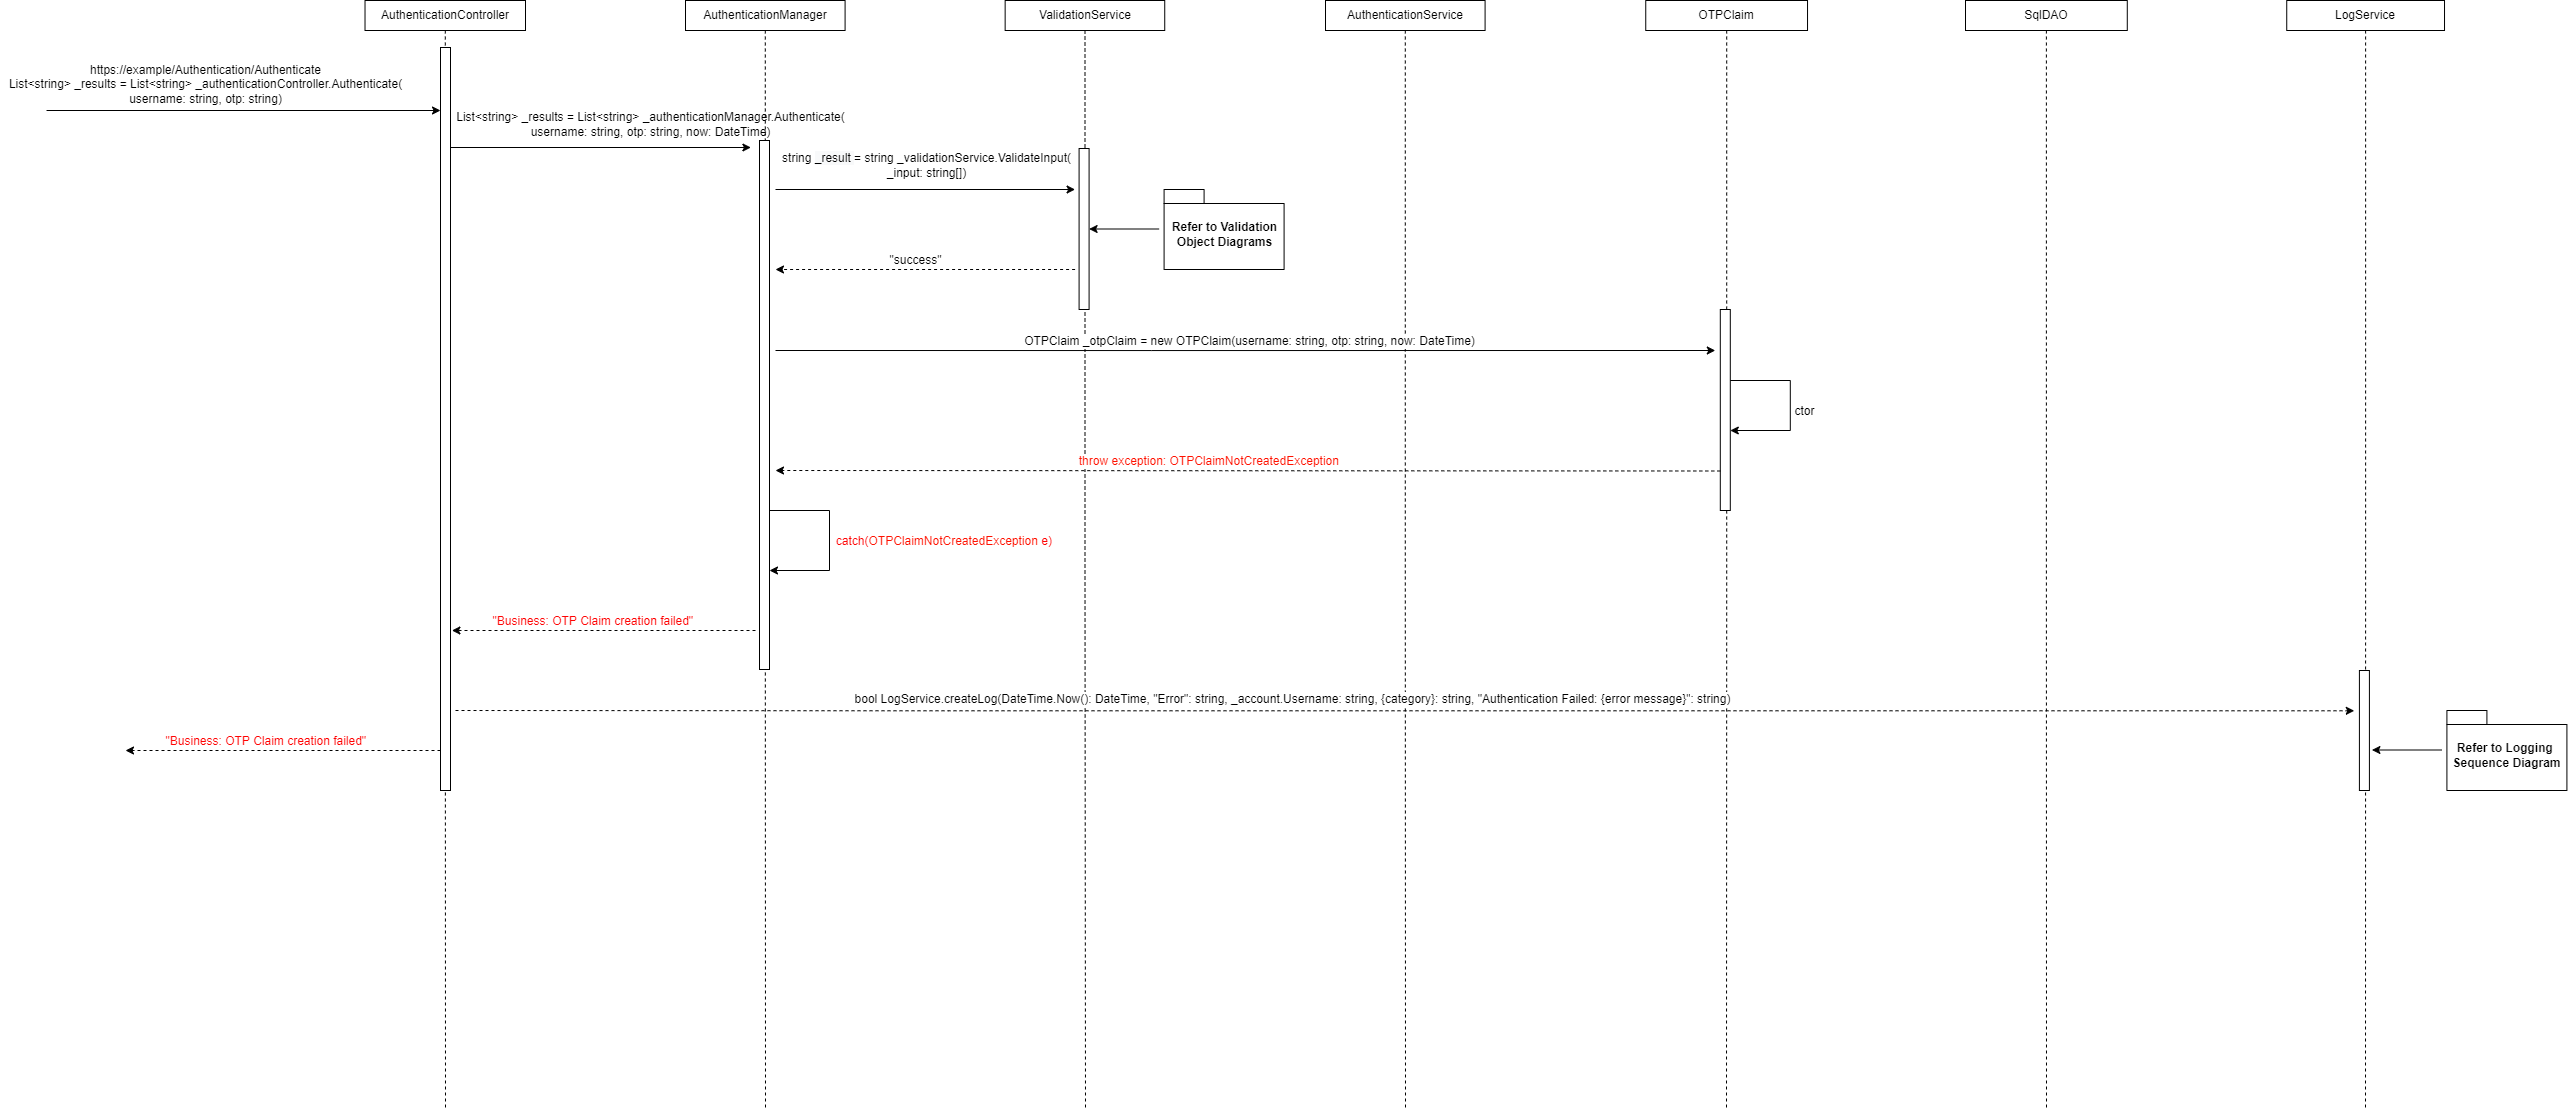 AuthenticationController
AuthenticationManager
ValidationService
AuthenticationService
OTPClaim
SqlDAO
LogService
https://example/Authentication/Authenticate
List<string> _results = List<string> _authenticationController.Authenticate(
username: string, otp: string)
List<string> _results = List<string> _authenticationManager.Authenticate(
username: string, otp: string, now: DateTime)
string _result = string _validationService.ValidateInput(
_input: string[])
Refer to Validation
Object Diagrams
"success"
OTPClaim _otpClaim = new OTPClaim(username: string, otp: string, now: DateTime)
ctor
throw exception: OTPClaimNotCreatedException
catch(OTPClaimNotCreatedException e)
"Business: OTP Claim creation failed"
bool LogService.createLog(DateTime.Now(): DateTime, "Error": string, _account.Username: string, {category}: string, "Authentication Failed: {error message}": string)
"Business: OTP Claim creation failed"
Refer to Logging
Sequence Diagram